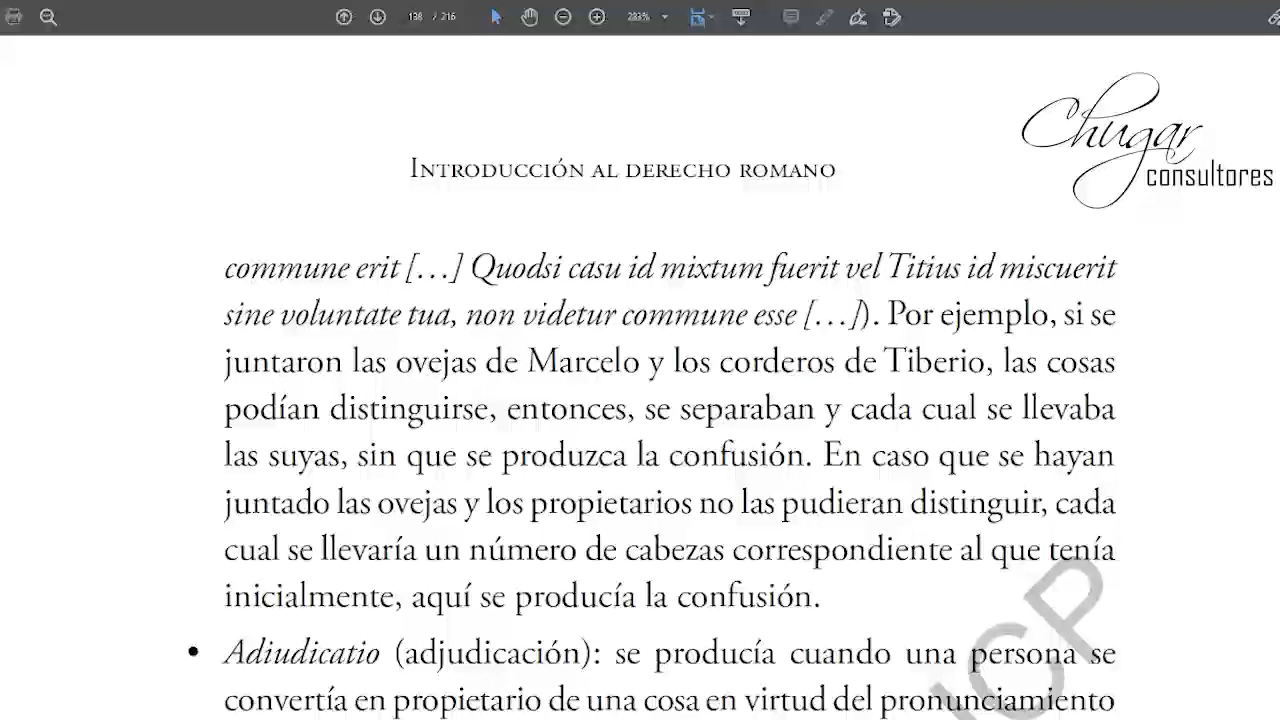 138 / 216
283%
Chugar
consultores
INTRODUCCIÓN AL DERECHO ROMANO
commune erit […] Quodsi casu id mixtum fuerit vel Titius id miscuerit
sine voluntate tua, non videtur commune esse […]). Por ejemplo, si se
juntaron las ovejas de Marcelo y los corderos de Tiberio, las cosas
podían distinguirse, entonces, se separaban y cada cual se llevaba
las suyas, sin que se produzca la confusión. En caso que se hayan
juntado las ovejas y los propietarios no las pudieran distinguir, cada
cual se llevaría un número de cabezas correspondiente al que tenía
inicialmente, aquí se producía la confusión.
• Adiudicatio (adjudicación): se producía cuando una persona se
convertía en propietario de una cosa en virtud del pronunciamiento